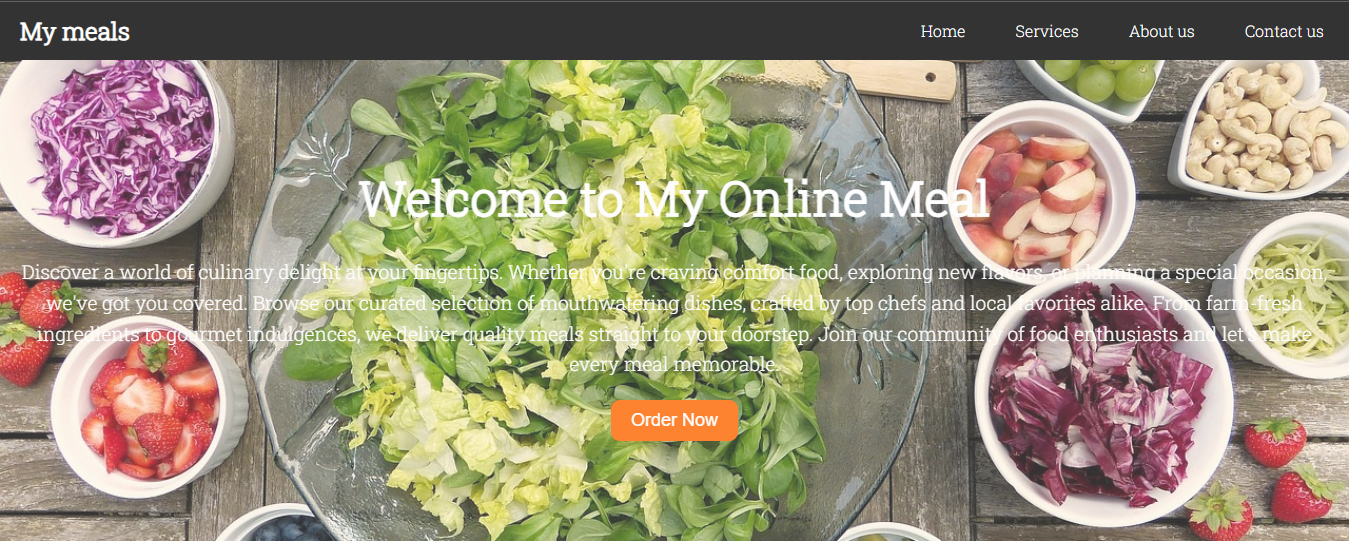 My meals
Home Services About us Contact us
Welcome to My Online Meal
Discover a world of culinary delight at your fingertips. Whether you're craving comfort food, exploring new flavors, or planning a special occasion,
we've got you covered. Browse our curated selection of mouthwatering dishes, crafted by top chefs and local favorites alike. From farm-fresh
ingredients to gourmet indulgences, we deliver quality meals straight to your doorstep. Join our community of food enthusiasts and let's make
every meal memorable.
Order Now